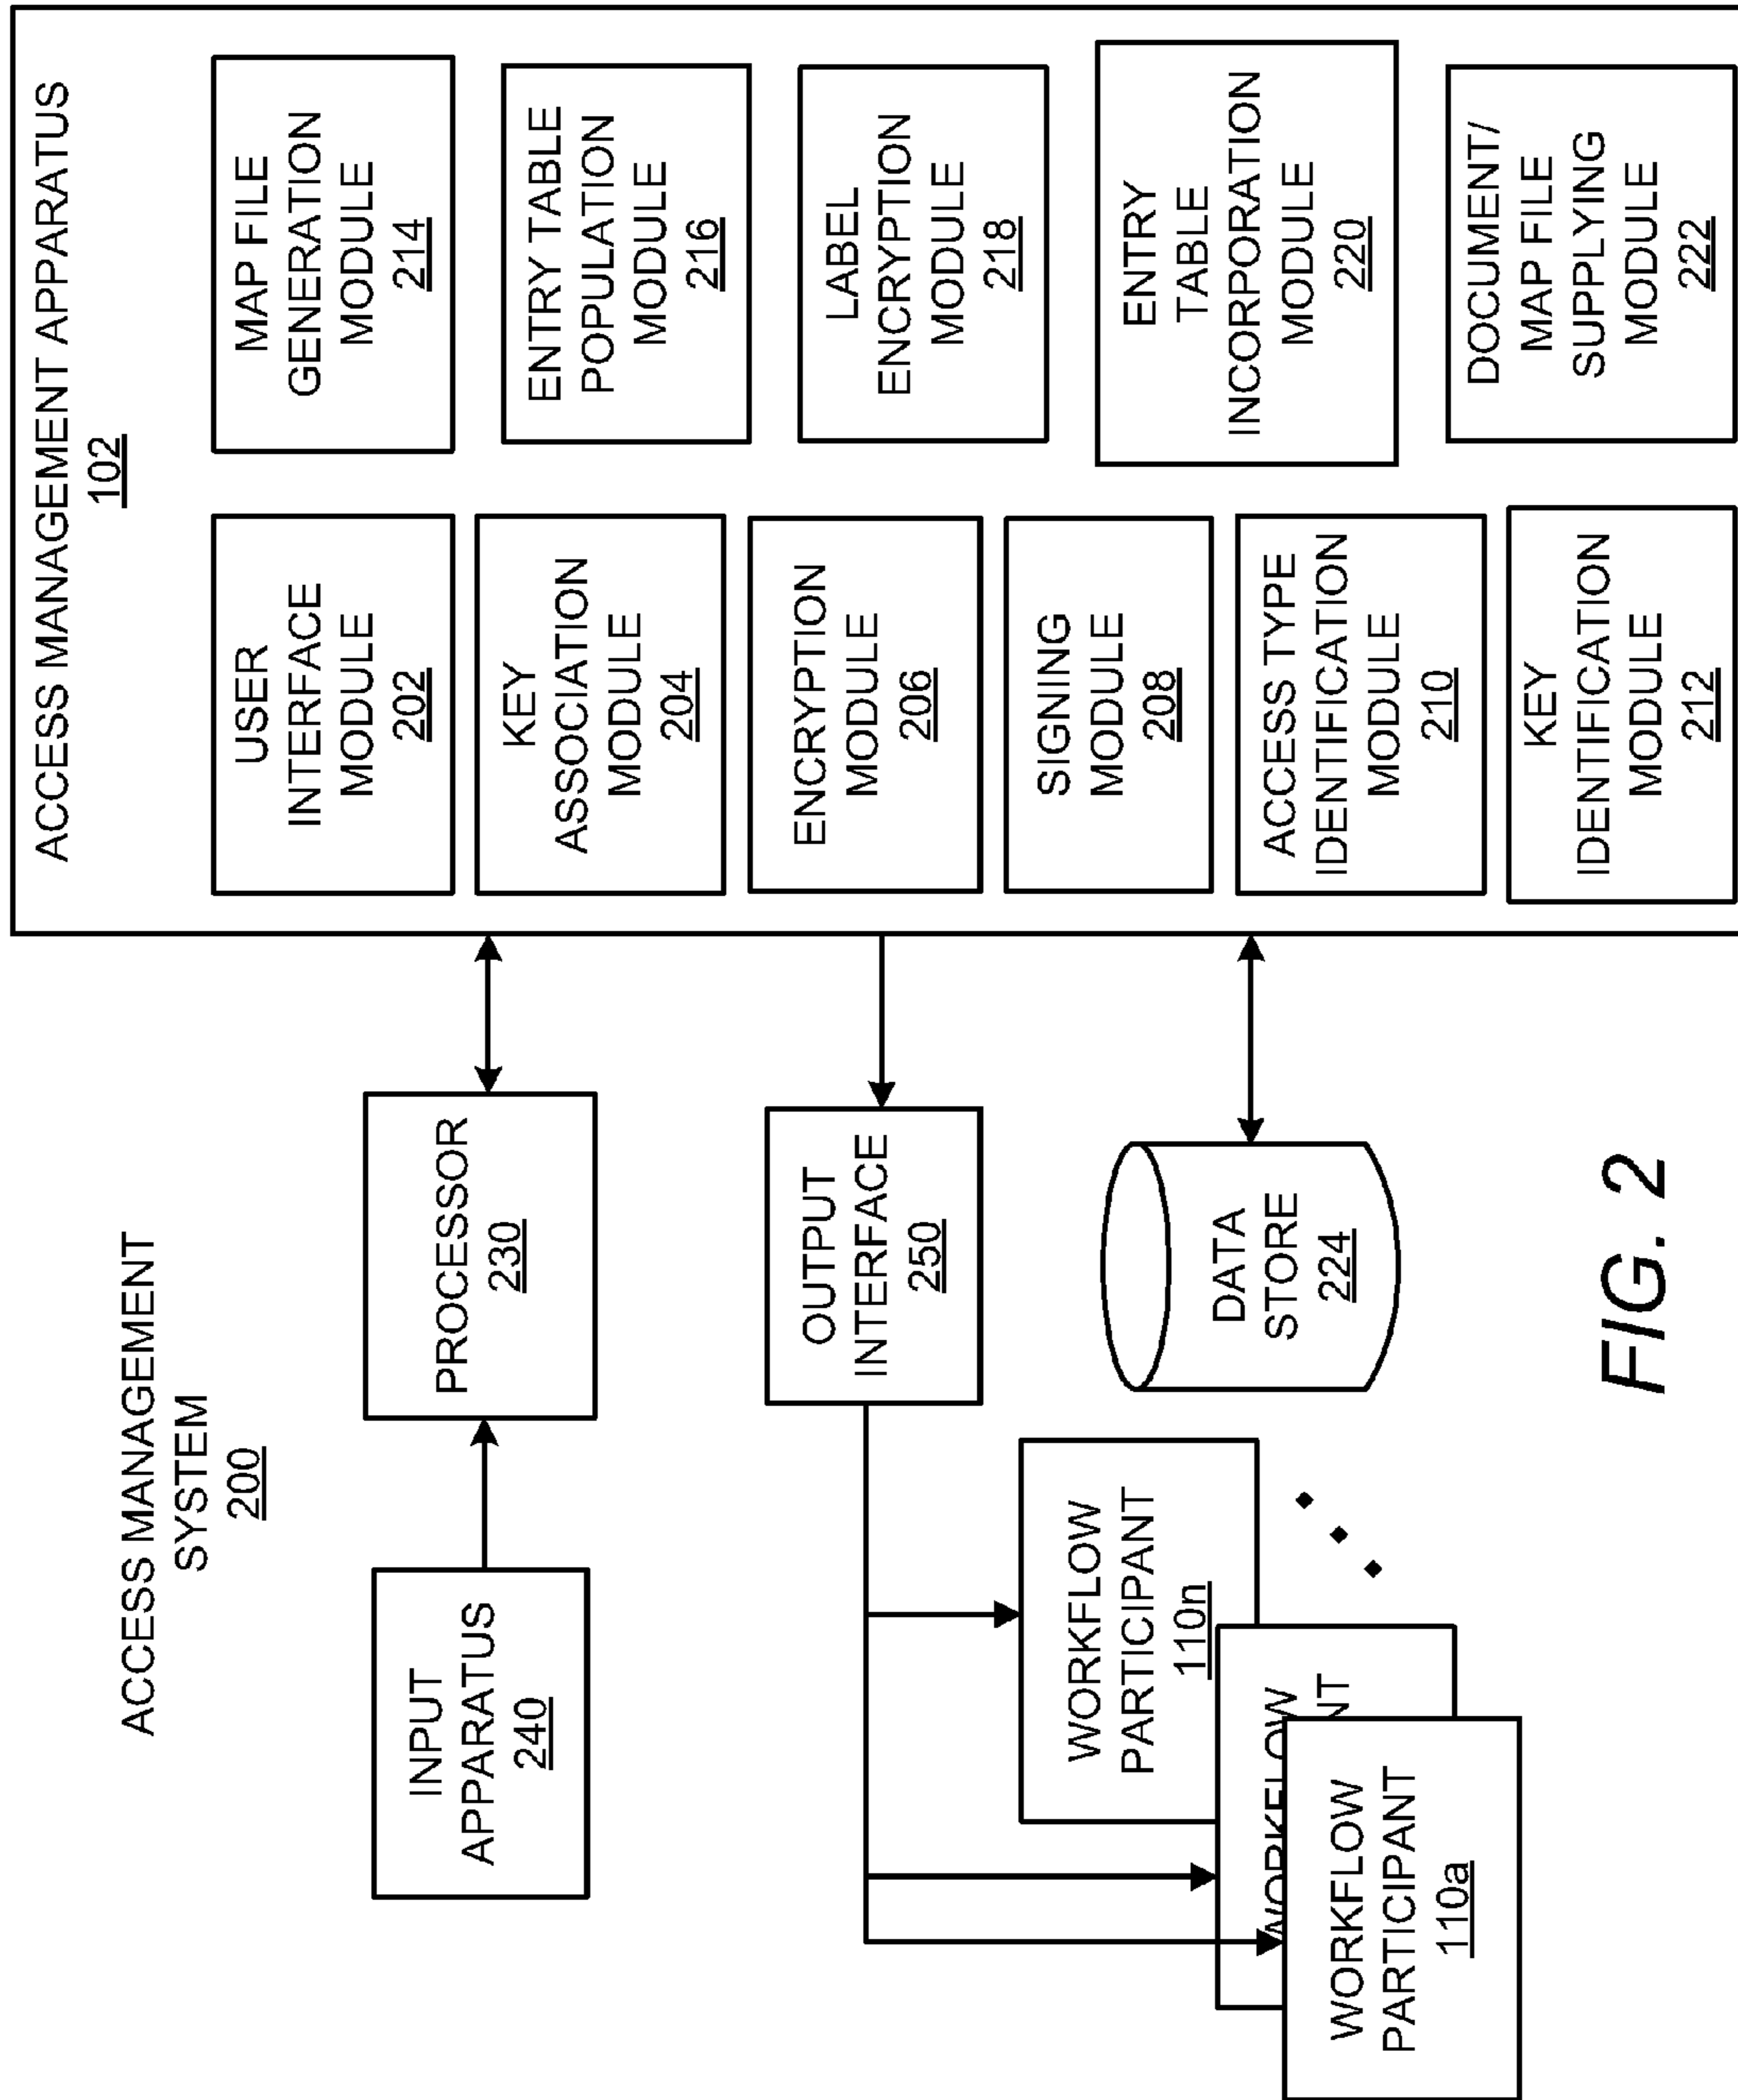 ACCESS MANAGEMENT
SYSTEM
200
INPUT
APPARATUS
240
PROCESSOR
230
OUTPUT
INTERFACE
250
DATA
STORE
224
WORKFLOW
PARTICIPANT
110n
WORKFLOW
NT
WORKFLOW
PARTICIPANT
110a
ACCESS MANAGEMENT APPARATUS
102
USER
INTERFACE
MODULE
202
KEY
ASSOCIATION
MODULE
204
ENCRYPTION
MODULE
206
SIGNING
MODULE
208
ACCESS TYPE
IDENTIFICATION
MODULE
210
KEY
IDENTIFICATION
MODULE
212
MAP FILE
GENERATION
MODULE
214
ENTRY TABLE
POPULATION
MODULE
216
LABEL
ENCRYPTION
MODULE
218
ENTRY
TABLE
INCORPORATION
MODULE
220
DOCUMENT/
MAP FILE
SUPPLYING
MODULE
222
FIG. 2